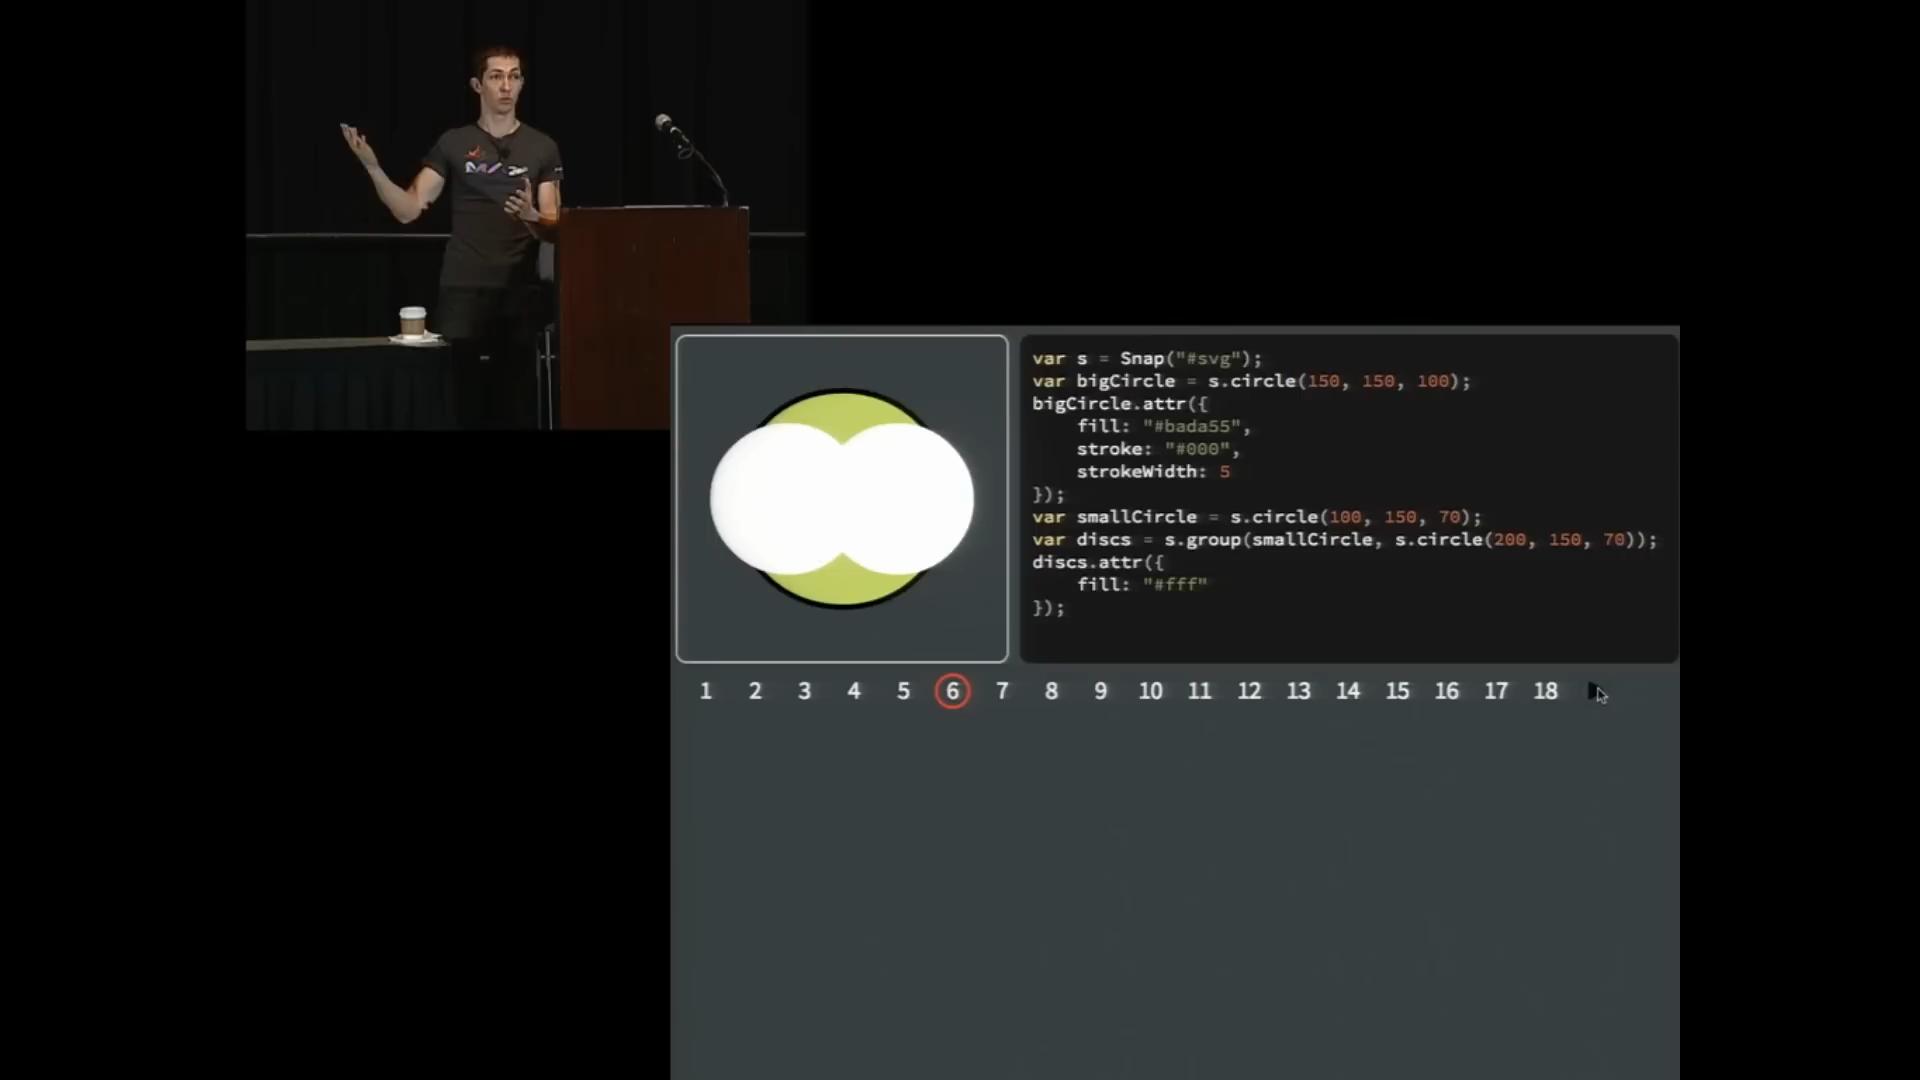 MAX
var s = Snap("#svg");
var bigCircle = s.circle(150, 150, 100);
bigCircle.attr({
    fill: "#bada55",
    stroke: "#000",
    strokeWidth: 5
});
var smallCircle = s.circle(100, 150, 70);
var discs = s.group(smallCircle, s.circle(200, 150, 70));
discs.attr({
    fill: "#fff"
});
1 2 3 4 5 6 7 8 9 10 11 12 13 14 15 16 17 18